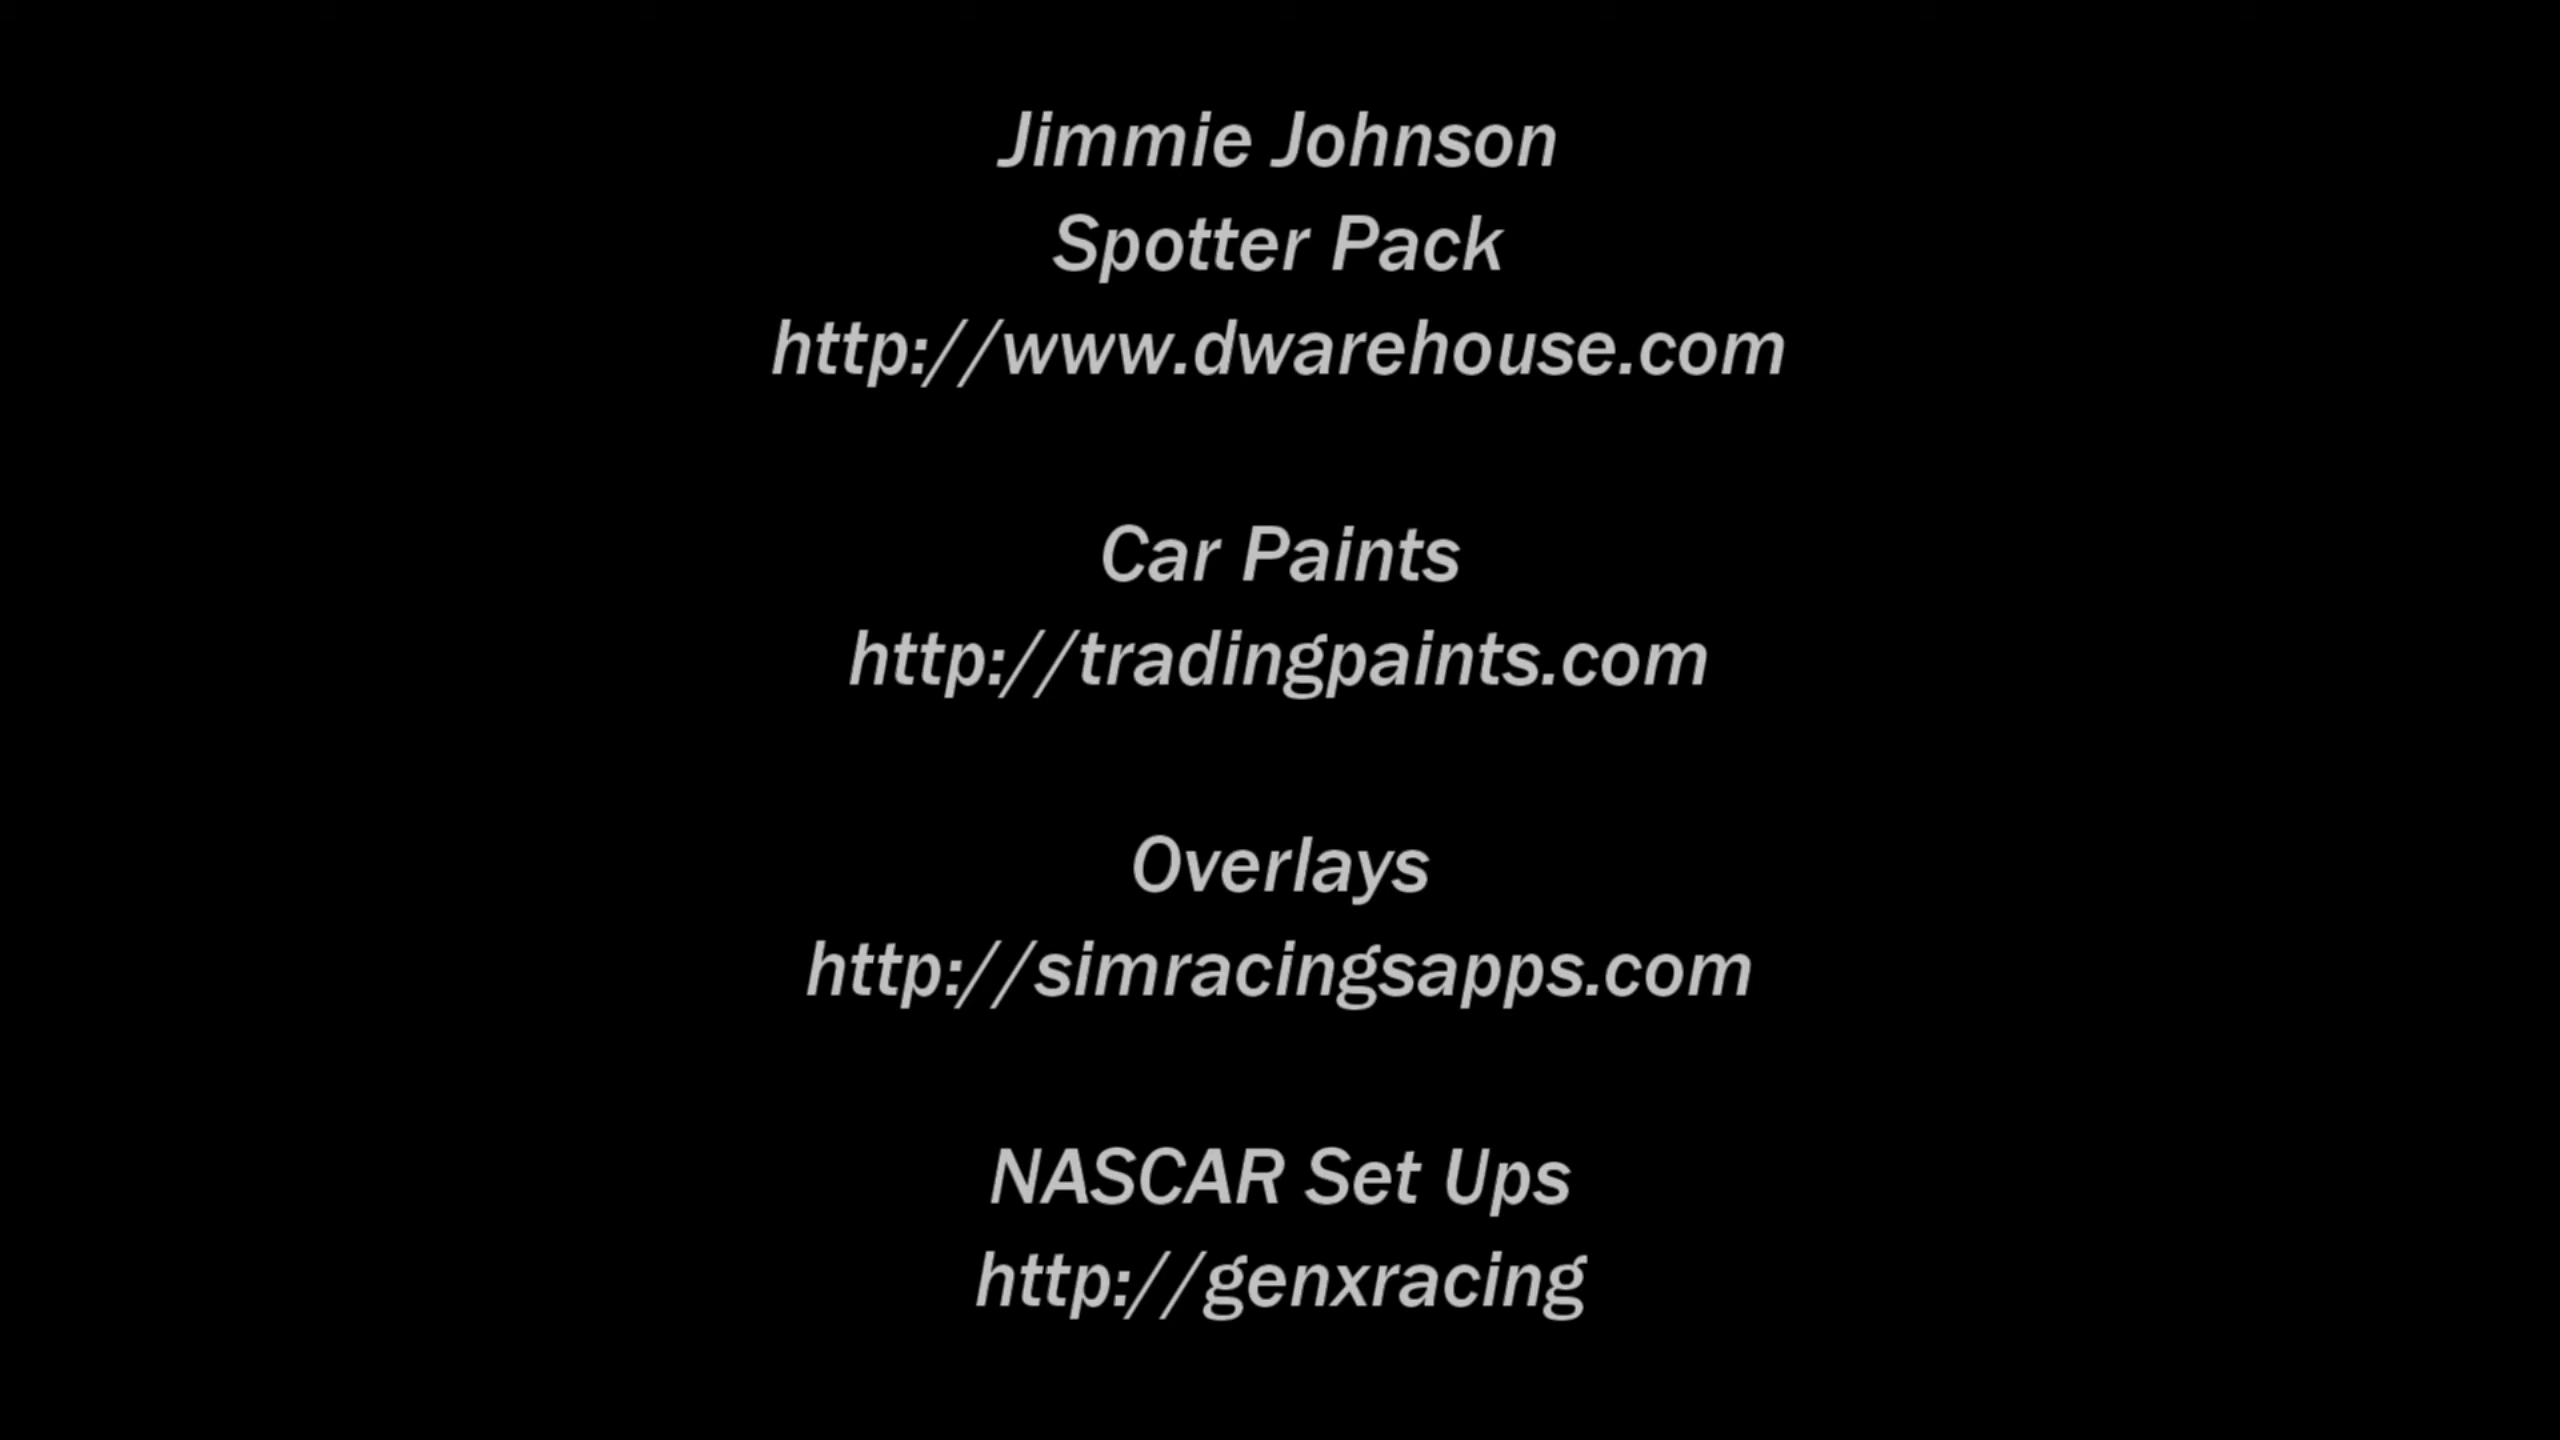 Jimmie Johnson
Spotter Pack
http://www.dwarehouse.com
Car Paints
http://tradingpaints.com
Overlays
http://simracingsapps.com
NASCAR Set Ups
http://genxracing